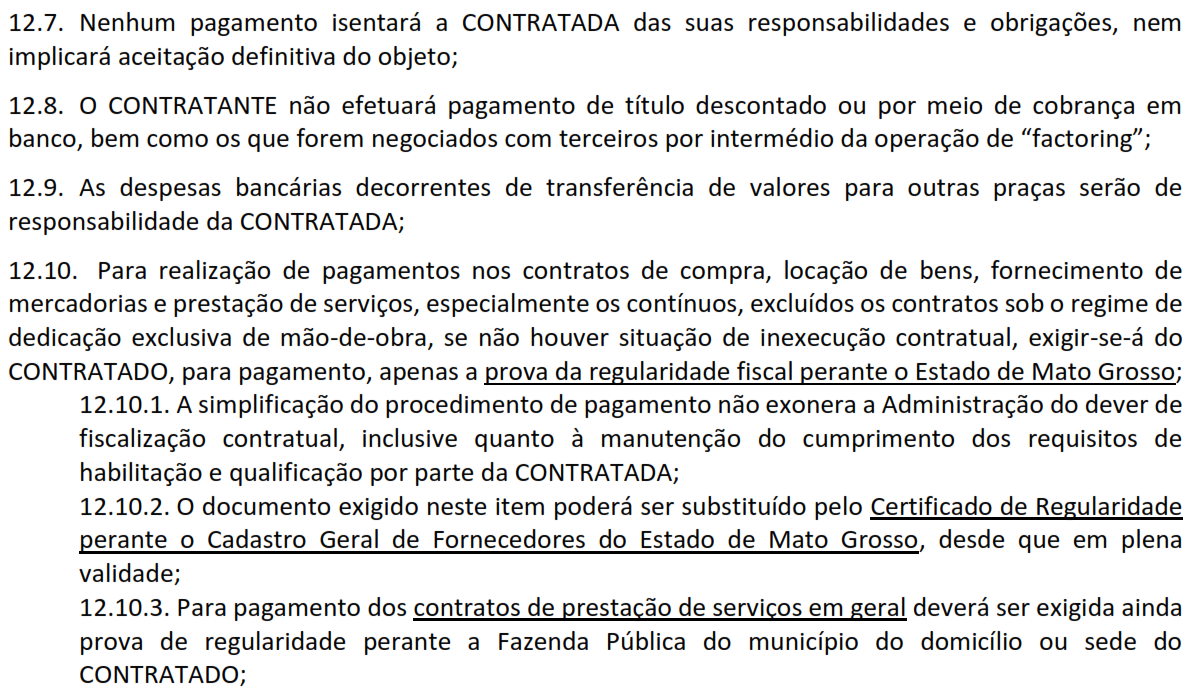 12.7. Nenhum pagamento isentará a CONTRATADA das suas responsabilidades e obrigações, nem
implicará aceitação definitiva do objeto;
12.8. O CONTRATANTE não efetuará pagamento de título descontado ou por meio de cobrança em
banco, bem como os que forem negociados com terceiros por intermédio da operação de “factoring”;
12.9. As despesas bancárias decorrentes de transferência de valores para outras praças serão de
responsabilidade da CONTRATADA;
12.10. Para realização de pagamentos nos contratos de compra, locação de bens, fornecimento de
mercadorias e prestação de serviços, especialmente os contínuos, excluídos os contratos sob o regime de
dedicação exclusiva de mão-de-obra, se não houver situação de inexecução contratual, exigir-se-á do
CONTRATADO, para pagamento, apenas a prova da regularidade fiscal perante o Estado de Mato Grosso;
12.10.1. A simplificação do procedimento de pagamento não exonera a Administração do dever de
fiscalização contratual, inclusive quanto à manutenção do cumprimento dos requisitos de
habilitação e qualificação por parte da CONTRATADA;
12.10.2. O documento exigido neste item poderá ser substituído pelo Certificado de Regularidade
perante o Cadastro Geral de Fornecedores do Estado de Mato Grosso, desde que em plena
validade;
12.10.3. Para pagamento dos contratos de prestação de serviços em geral deverá ser exigida ainda
prova de regularidade perante a Fazenda Pública do município do domicílio ou sede do
CONTRATADO;